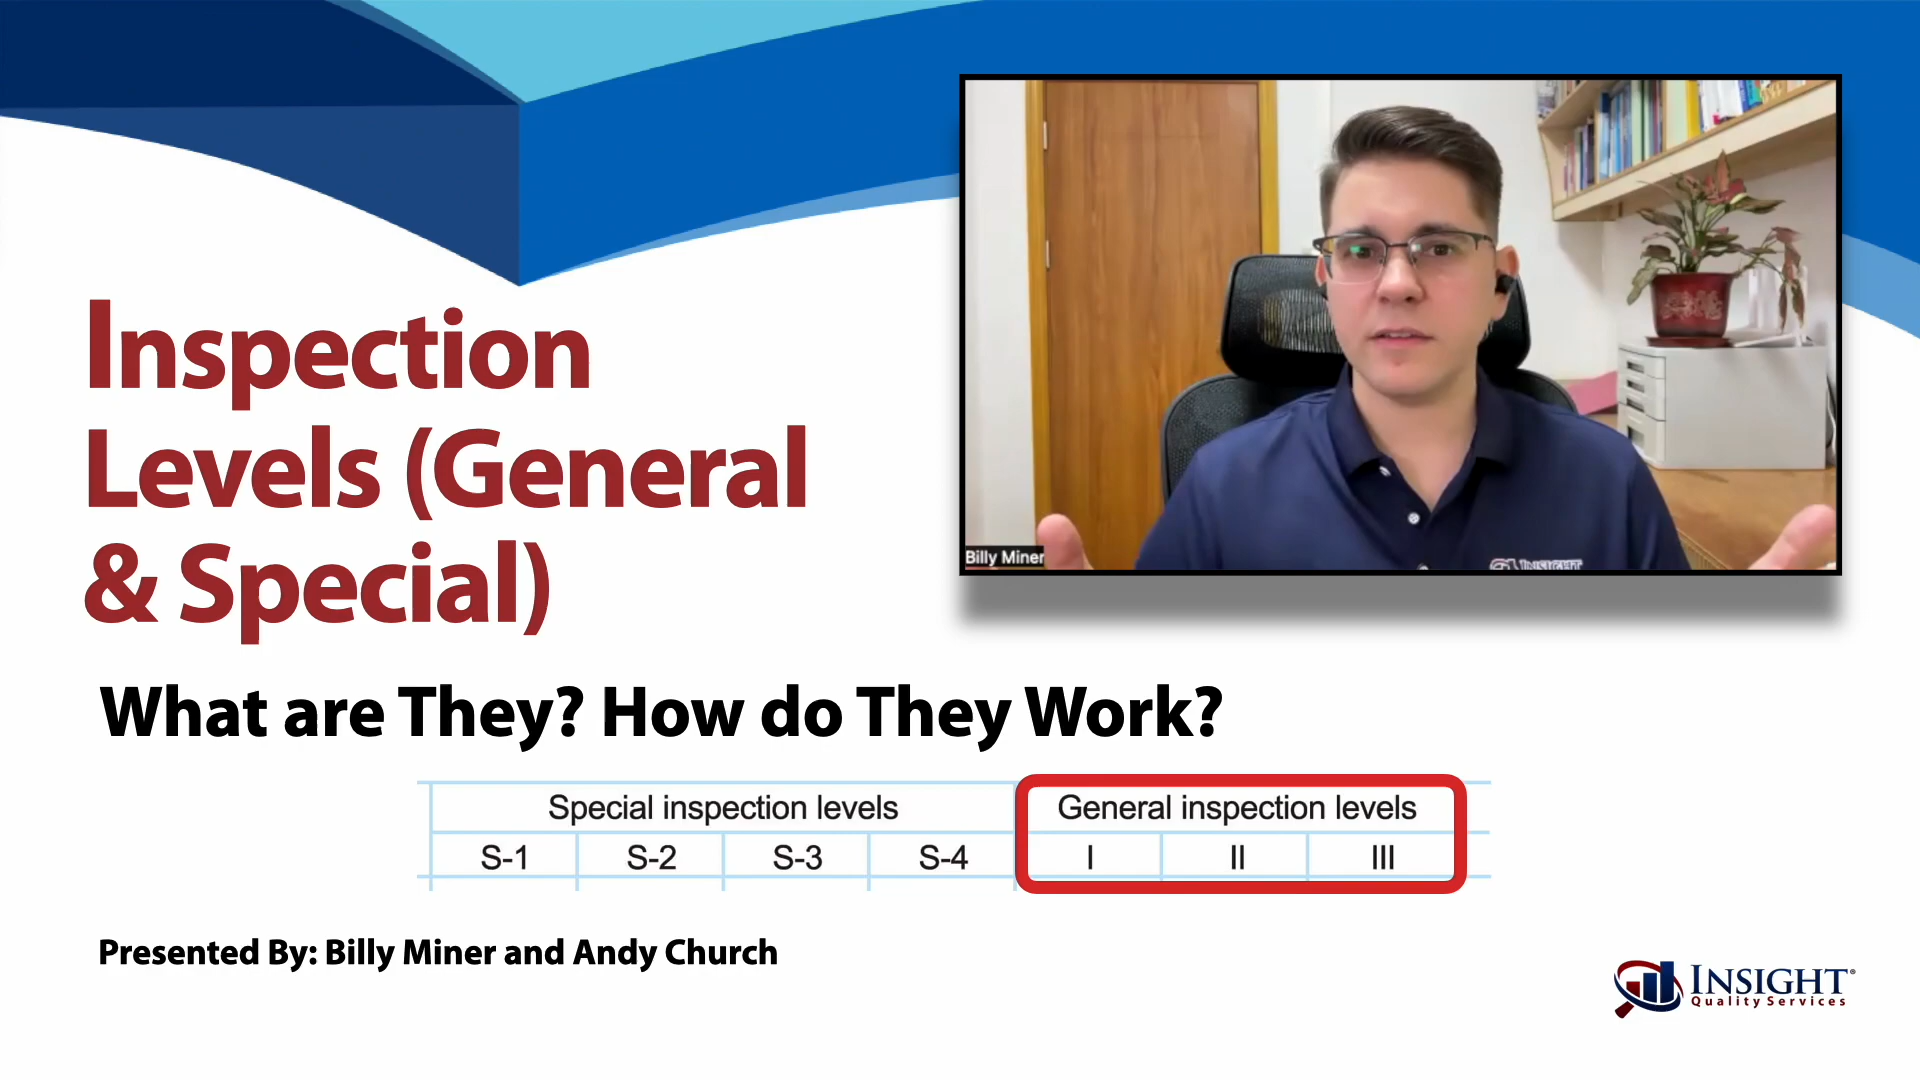 Inspection
Levels (General
& Special)
Billy Miner
INSIGHT
What are They? How do They Work?
Special inspection levels General inspection levels
S-1 S-2 S-3 S-4 I II III
Presented By: Billy Miner and Andy Church
INSIGHT®
Quality Services